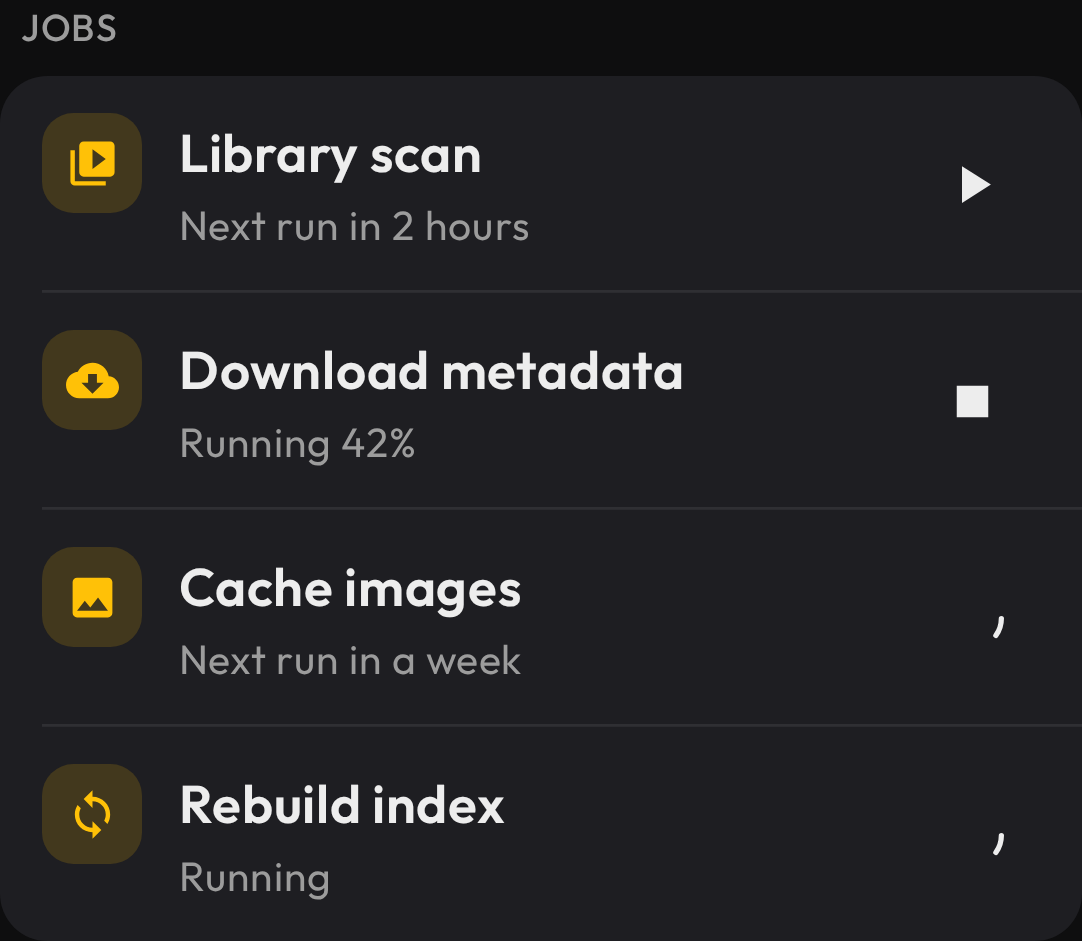 JOBS
Library scan
Next run in 2 hours
Download metadata
Running 42%
Cache images
Next run in a week
Rebuild index
Running